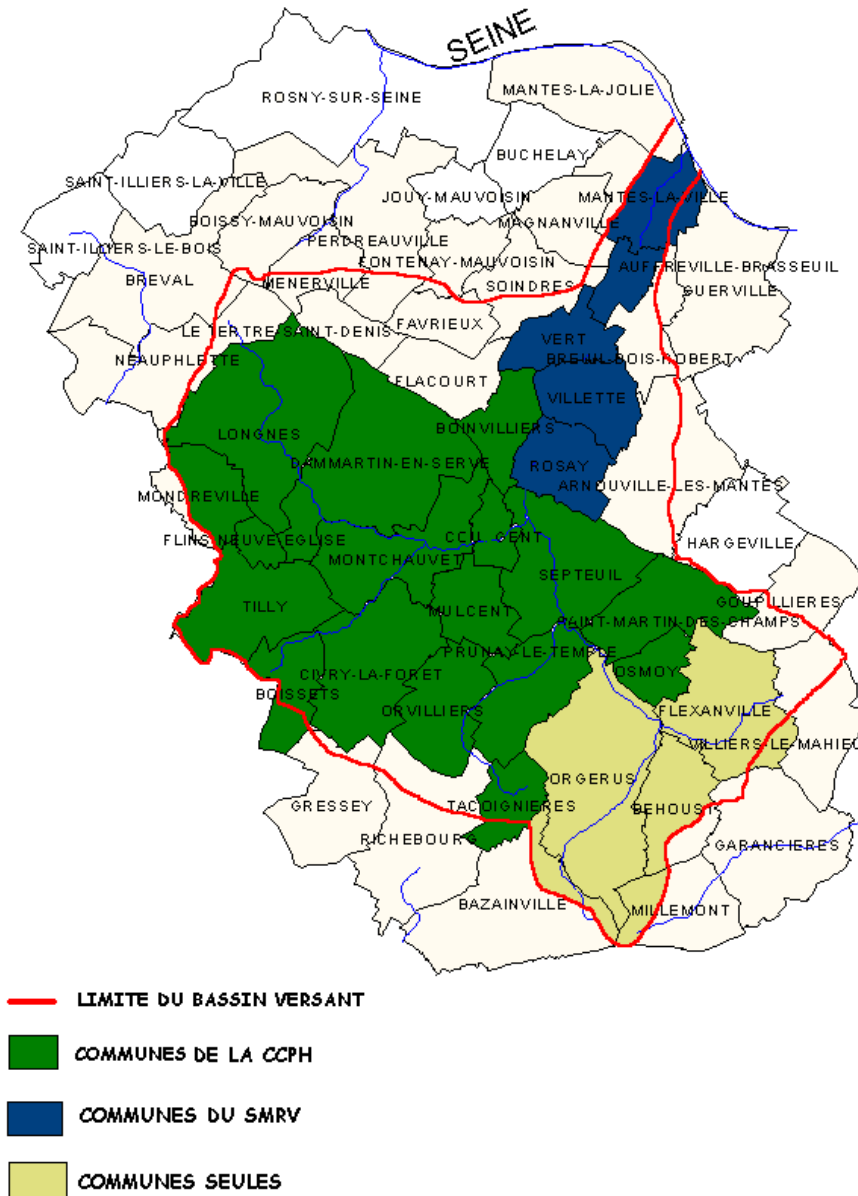 SEINE
MANTES-LA-JOLIE
ROSNY-SUR-SEINE
BUCHELAY
SAINT-ILLIERS-LA-VILLE
JOUY-MAUVOISIN
MANTES-LA-VILLE
BOISSY-MAUVOISIN
MAGNANVILLE
PERDREAUVILLE
SAINT-ILLIERS-LE-BOIS
FONTENAY-MAUVOISIN
AUFFREVILLE-BRASSEUIL
BREVAL
MENERVILLE
SOINDRES
GUERVILLE
LE TERTRE-SAINT-DENIS
FAVRIEUX
VERT
NEAUPHLETTE
BREUIL-BOIS-ROBERT
FLACOURT
VILLETTE
LONGNES
BOINVILLIERS
DAMMARTIN-EN-SERVE
ROSAY
ARNOUVILLE-LES-MANTES
MONDREVILLE
FLINS-NEUVE-EGLISE
HARGEVILLE
MONTCHAUVET
SEPTEUIL
TILLY
MULCENT
GOUPILLIERES
SAINT-MARTIN-DES-CHAMPS
PRUNAY-LE-TEMPLE
CIVRY-LA-FORET
OSMOY
BOISSETS
ORVILLIERS
FLEXANVILLE
VILLIERS-LE-MAHIEU
ORGERUS
GRESSEY
TACOIGNIERES
BEHOUST
RICHEBOURG
GARANCIERES
BAZAINVILLE
MILLEMONT
LIMITE DU BASSIN VERSANT
COMMUNES DE LA CCPH
COMMUNES DU SMRV
COMMUNES SEULES